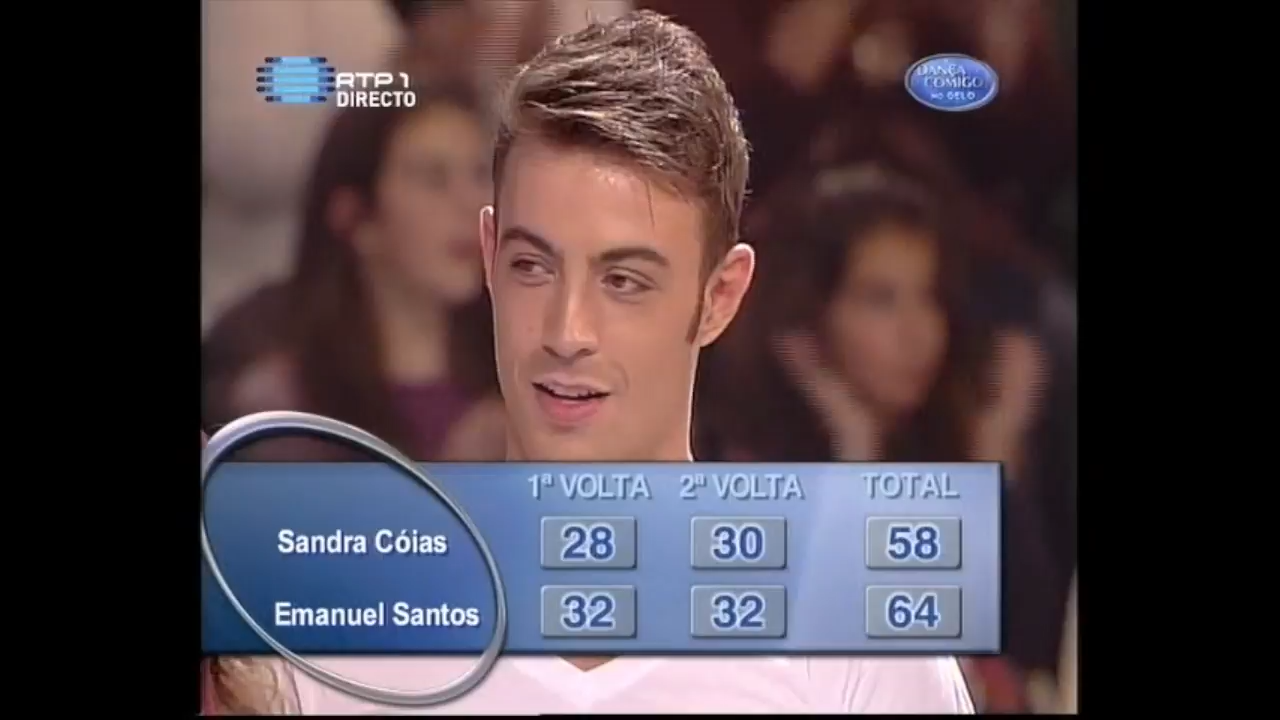 RTP 1
DIRECTO
DANÇA
COMIGO
NO GELO
1ª VOLTA 2ª VOLTA TOTAL
Sandra Cóias 28 30 58
Emanuel Santos 32 32 64